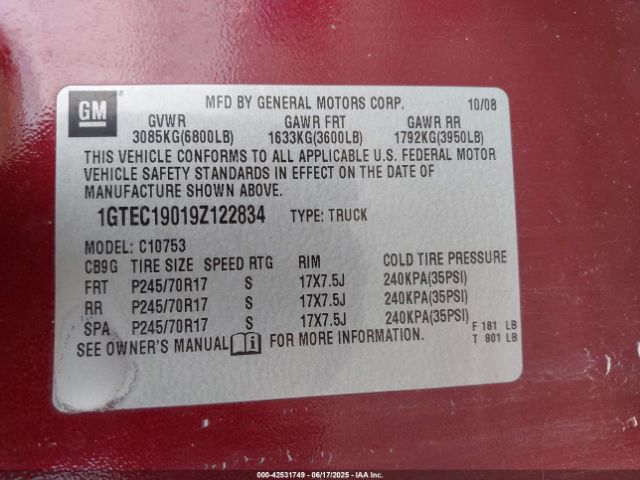 GM
MFD BY GENERAL MOTORS CORP. 10/08
GVWR GAWR FRT GAWR RR
3085KG(6800LB) 1633KG(3600LB) 1792KG(3950LB)
THIS VEHICLE CONFORMS TO ALL APPLICABLE U.S. FEDERAL MOTOR
VEHICLE SAFETY STANDARDS IN EFFECT ON THE DATE OF
MANUFACTURE SHOWN ABOVE.
1GTEC19019Z122834 TYPE: TRUCK
MODEL: C10753
CB9G TIRE SIZE SPEED RTG RIM COLD TIRE PRESSURE
FRT P245/70R17 S 17X7.5J 240KPA(35PSI)
RR P245/70R17 S 17X7.5J 240KPA(35PSI)
SPA P245/70R17 S 17X7.5J 240KPA(35PSI)
SEE OWNER'S MANUAL i FOR MORE INFORMATION.
F 181 LB
T 801 LB
00-42531749 | 06/17/2025 | IAA Inc.